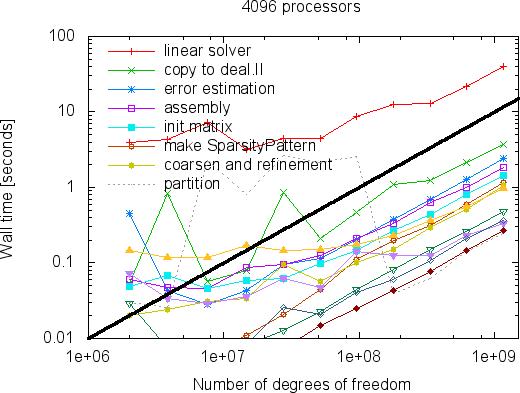 4096 processors
Wall time [seconds]
100
10
1
0.1
0.01
linear solver
copy to deal.II
error estimation
assembly
init matrix
make SparsityPattern
coarsen and refinement
partition
1e+06 1e+07 1e+08 1e+09
Number of degrees of freedom